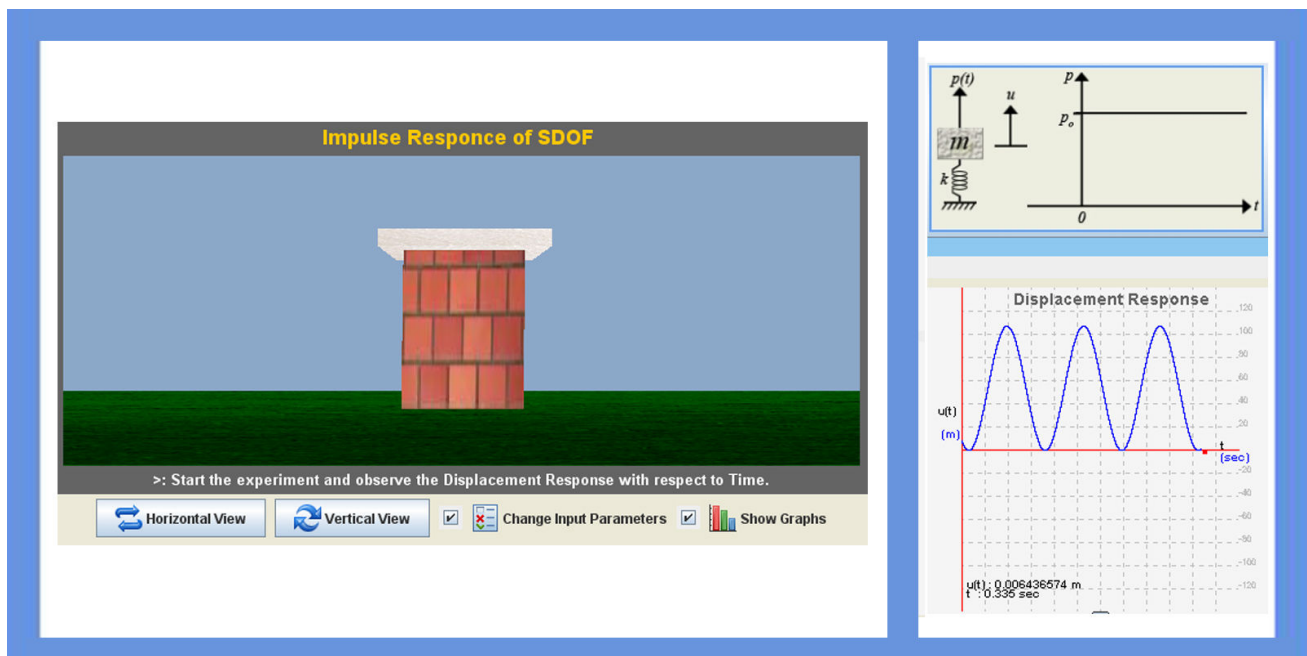 Impulse Responce of SDOF
>: Start the experiment and observe the Displacement Response with respect to Time.
Horizontal View
Vertical View
Change Input Parameters
Show Graphs
p(t)
u
m
k
p
pₒ
0
t
Displacement Response
120
100
80
60
40
20
-20
-40
-60
-80
-100
-120
u(t)
(m)
t
(sec)
u(t) : 0.006436574 m
t : 0.335 sec